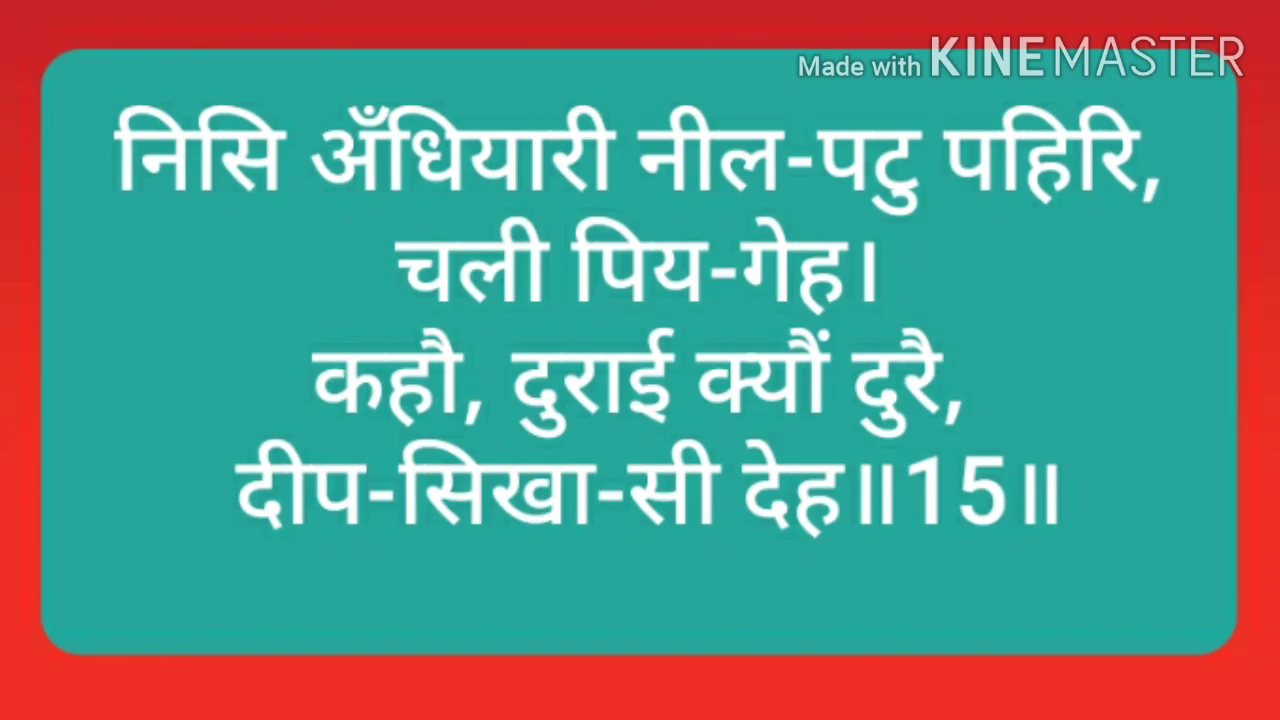 Made with KINEMASTER
निसि अँधियारी नील-पटु पहिरि,
चली पिय-गेह।
कहौ, दुराई क्यौं दुरै,
दीप-सिखा-सी देह॥15॥